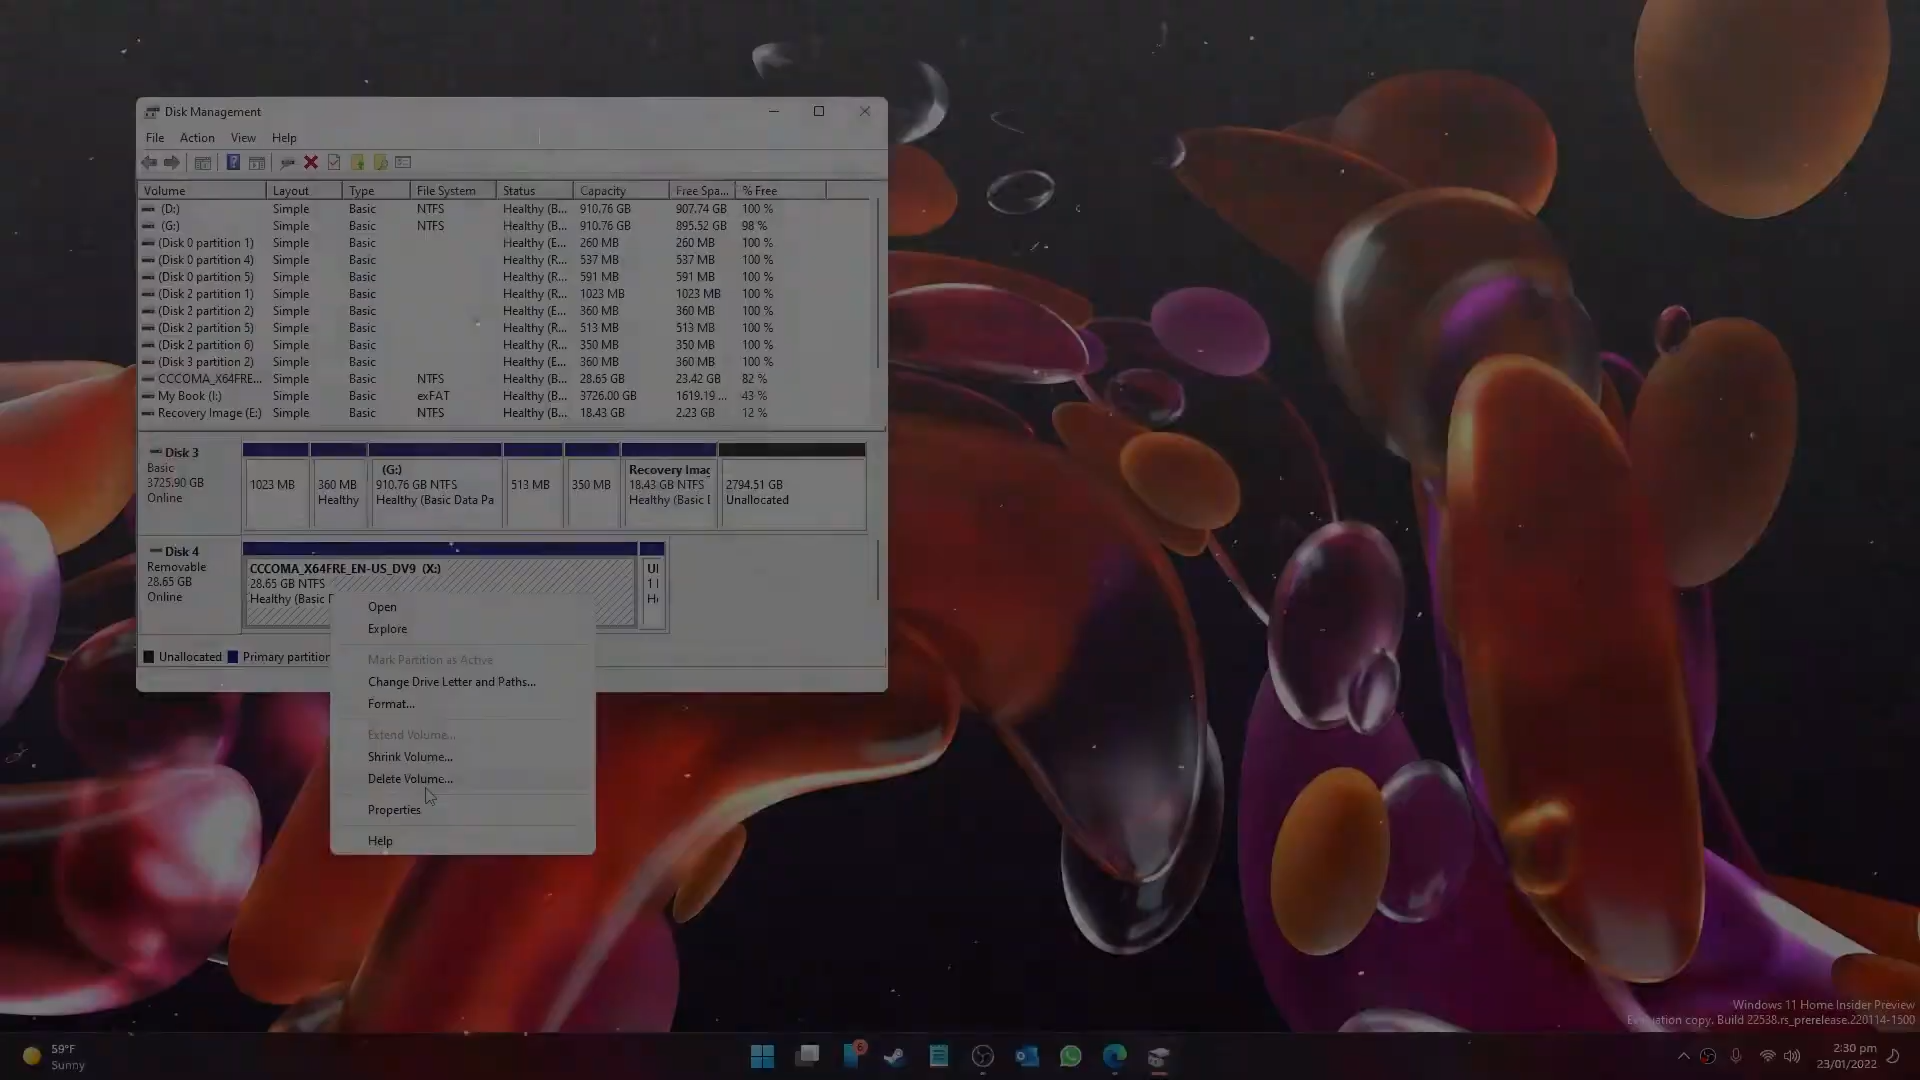 Disk Management
File Action View Help
Volume Layout Type File System Status Capacity Free Spa... % Free
(D:) Simple Basic NTFS Healthy (B... 910.76 GB 907.74 GB 100 %
(G:) Simple Basic NTFS Healthy (B... 910.76 GB 895.52 GB 98 %
(Disk 0 partition 1) Simple Basic Healthy (E... 260 MB 260 MB 100 %
(Disk 0 partition 4) Simple Basic Healthy (R... 537 MB 537 MB 100 %
(Disk 0 partition 5) Simple Basic Healthy (R... 591 MB 591 MB 100 %
(Disk 2 partition 1) Simple Basic Healthy (R... 1023 MB 1023 MB 100 %
(Disk 2 partition 2) Simple Basic Healthy (E... 360 MB 360 MB 100 %
(Disk 2 partition 5) Simple Basic Healthy (R... 513 MB 513 MB 100 %
(Disk 2 partition 6) Simple Basic Healthy (R... 350 MB 350 MB 100 %
(Disk 3 partition 2) Simple Basic Healthy (E... 360 MB 360 MB 100 %
CCCOMA_X64FRE... Simple Basic NTFS Healthy (B... 28.65 GB 23.42 GB 82 %
My Book (I:) Simple Basic exFAT Healthy (B... 3726.00 GB 1619.19 ... 43 %
Recovery Image (E:) Simple Basic NTFS Healthy (B... 18.43 GB 2.23 GB 12 %
Disk 3
Basic
3725.90 GB
Online
1023 MB
360 MB
Healthy
(G:)
910.76 GB NTFS
Healthy (Basic Data Pa
513 MB
350 MB
Recovery Imag
18.43 GB NTFS
Healthy (Basic
2794.51 GB
Unallocated
Disk 4
Removable
28.65 GB
Online
CCCOMA_X64FRE_EN-US_DV9 (X:)
28.65 GB NTFS
Healthy (Basic
Unallocated Primary partition
Open
Explore
Mark Partition as Active
Change Drive Letter and Paths...
Format...
Extend Volume...
Shrink Volume...
Delete Volume...
Properties
Help
Windows 11 Home Insider Preview
Evaluation copy. Build 22538.rs_prerelease.220114-1500
59°F
Sunny
6
2:30 pm
23/01/2022